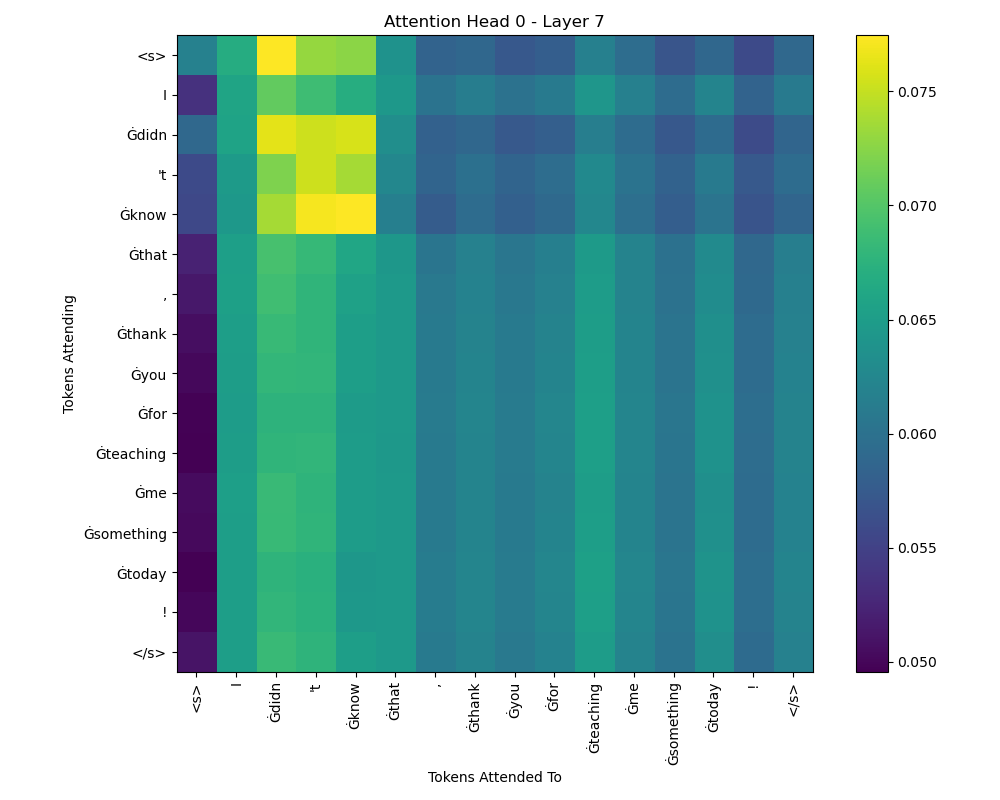 Attention Head 0 - Layer 7
Tokens Attending
<s>
I
Ġdidn
't
Ġknow
Ġthat
,
Ġthank
Ġyou
Ġfor
Ġteaching
Ġme
Ġsomething
Ġtoday
!
</s>
<s>
I
Ġdidn
't
Ġknow
Ġthat
,
Ġthank
Ġyou
Ġfor
Ġteaching
Ġme
Ġsomething
Ġtoday
!
</s>
Tokens Attended To
0.075
0.070
0.065
0.060
0.055
0.050